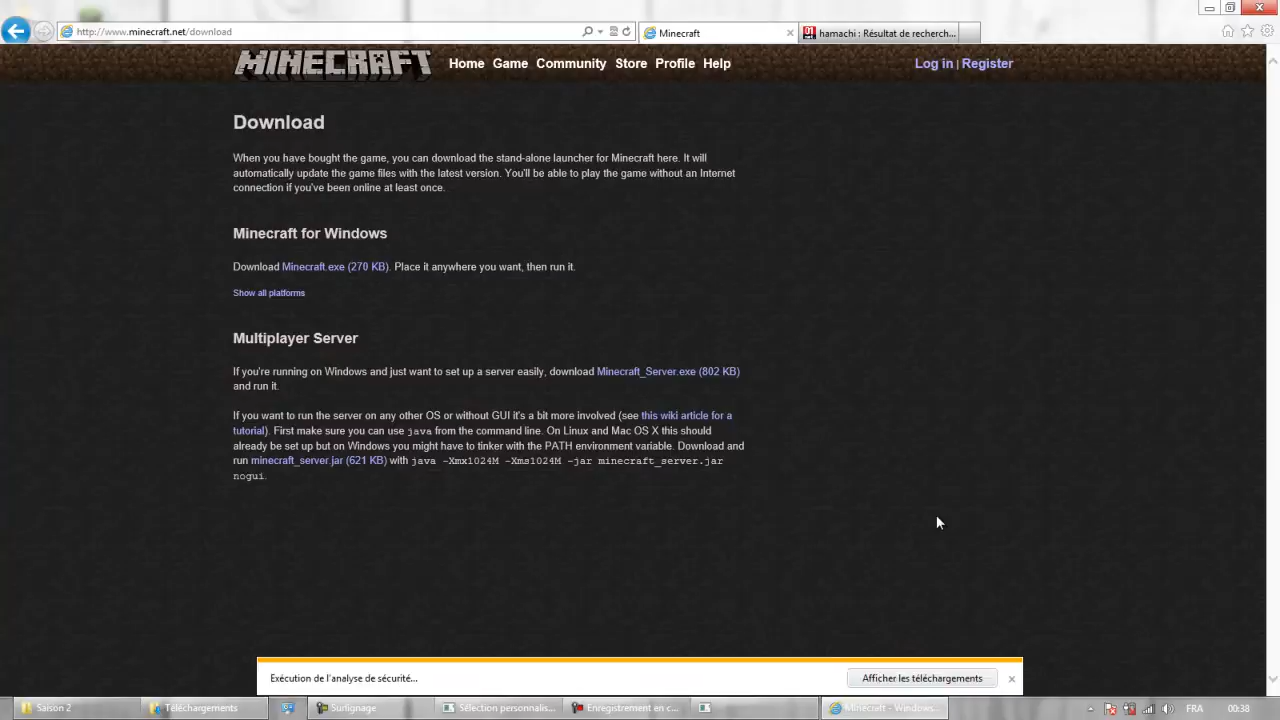 http://www.minecraft.net/download
Minecraft
hamachi : Résultat de recherch...
MINECRAFT
Home Game Community Store Profile Help
Log in | Register
Download
When you have bought the game, you can download the stand-alone launcher for Minecraft here. It will
automatically update the game files with the latest version. You'll be able to play the game without an Internet
connection if you've been online at least once.
Minecraft for Windows
Download Minecraft.exe (270 KB). Place it anywhere you want, then run it.
Show all platforms
Multiplayer Server
If you're running on Windows and just want to set up a server easily, download Minecraft_Server.exe (802 KB)
and run it.
If you want to run the server on any other OS or without GUI it's a bit more involved (see this wiki article for a
tutorial). First make sure you can use java from the command line. On Linux and Mac OS X this should
already be set up but on Windows you might have to tinker with the PATH environment variable. Download and
run minecraft_server.jar (621 KB) with java -Xmx1024M -Xms1024M -jar minecraft_server.jar
nogui.
Exécution de l'analyse de sécurité...
Afficher les téléchargements
Saison 2
Téléchargements
Surlignage
Sélection personnalis...
Enregistrement en c...
Minecraft - Windows...
FRA
00:38